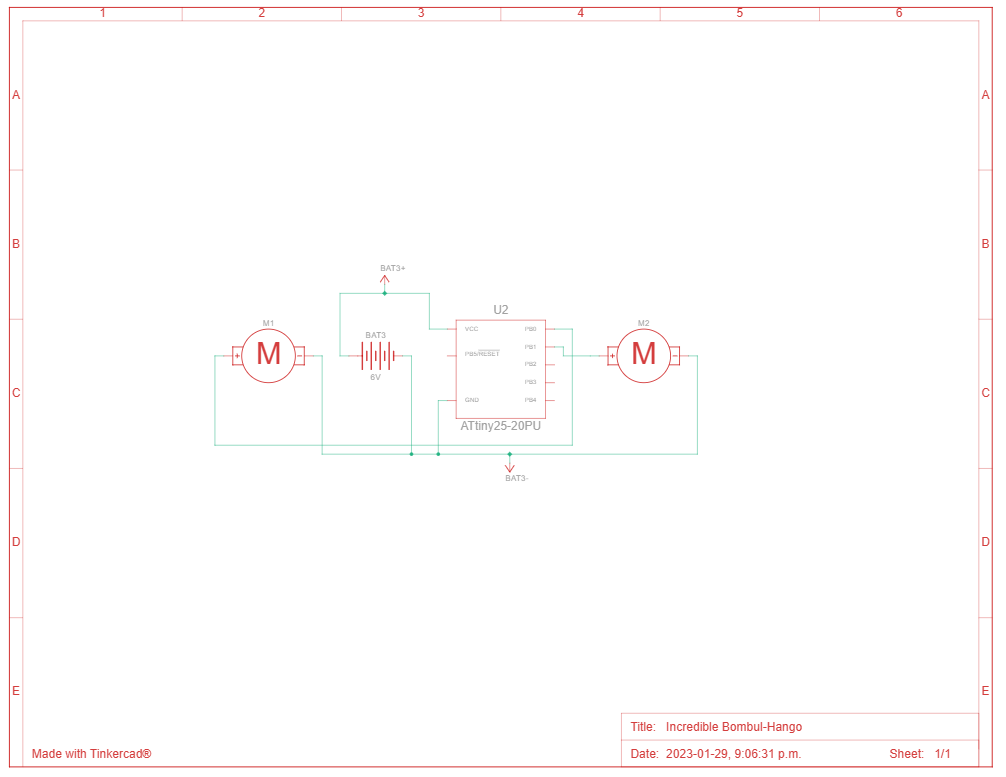 1 2 3 4 5 6
A A
B B
BAT3+
U2
M1
M
+ -
BAT3
6V
VCC PB0
PB5/RESET PB1
PB2
PB3
GND PB4
ATtiny25-20PU
M2
M
+ -
C C
BAT3-
D D
E E
Title: Incredible Bombul-Hango
Made with Tinkercad®
Date: 2023-01-29, 9:06:31 p.m. Sheet: 1/1